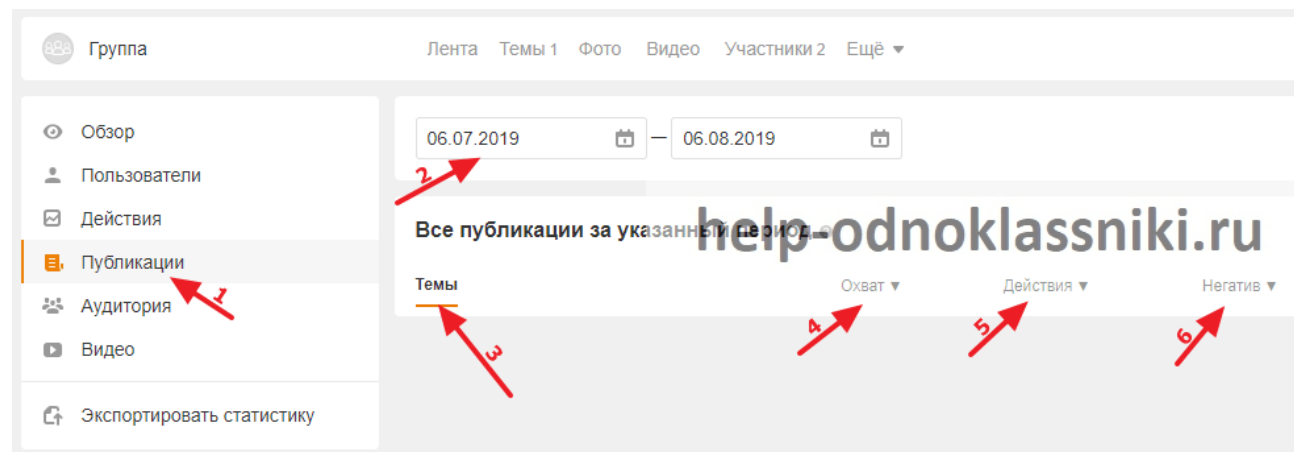 Группа
Лента Темы 1 Фото Видео Участники 2 Ещё ▼
Обзор
Пользователи
Действия
Публикации
Аудитория
Видео
Экспортировать статистику
06.07.2019 — 06.08.2019
Все публикации за указанный период
help-odnoklassniki.ru
Темы Охват ▼ Действия ▼ Негатив ▼
1
2
3
4
5
6